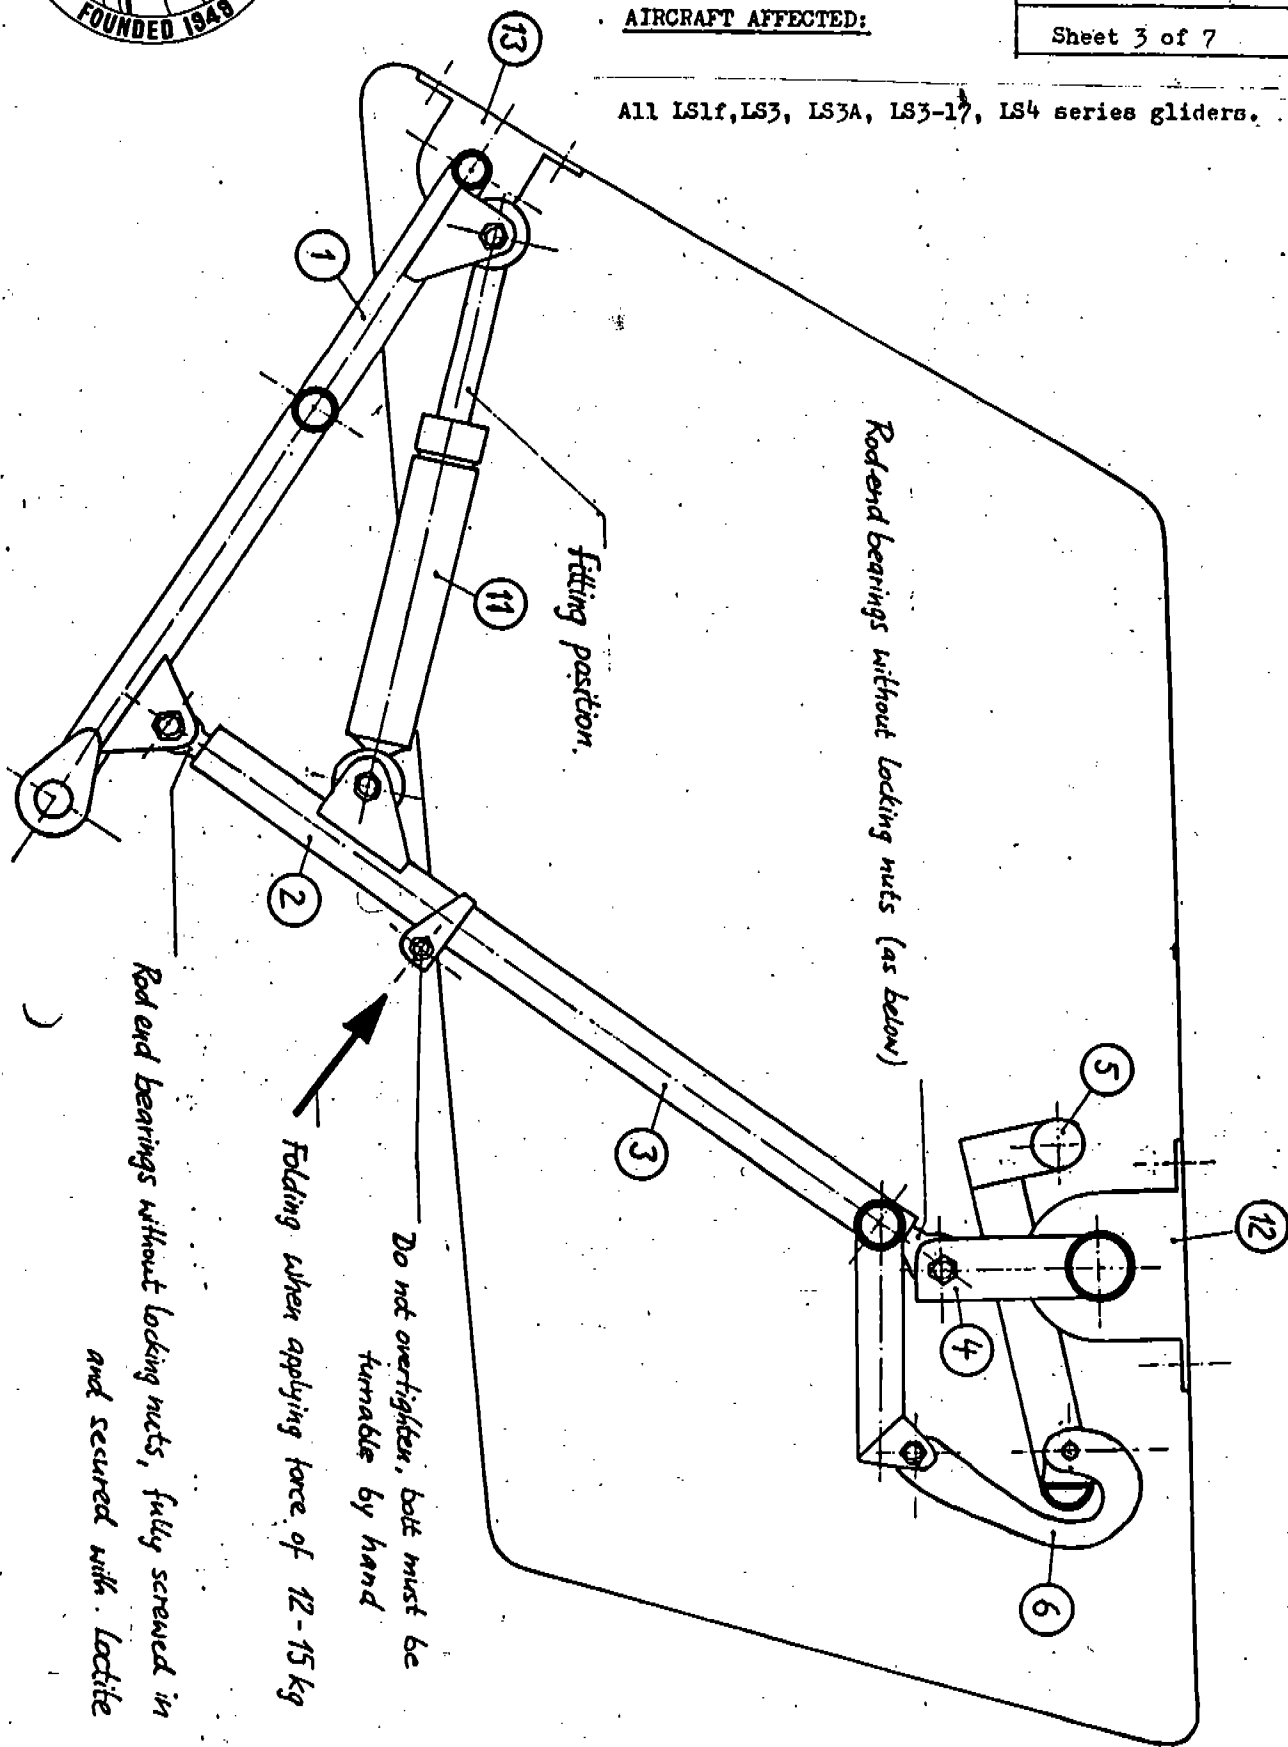 FOUNDED 1949
AIRCRAFT AFFECTED:
Sheet 3 of 7
All LS1f,LS3, LS3A, LS3-17, LS4 series gliders.
13
1
11
Fitting position.
Rod end bearings without locking nuts (as below)
5
12
2
3
4
6
Do not overtighten, bolt must be
turnable by hand
Folding when applying force of 12-15 kg
Rod end bearings without locking nuts, fully screwed in
and secured with Loctite